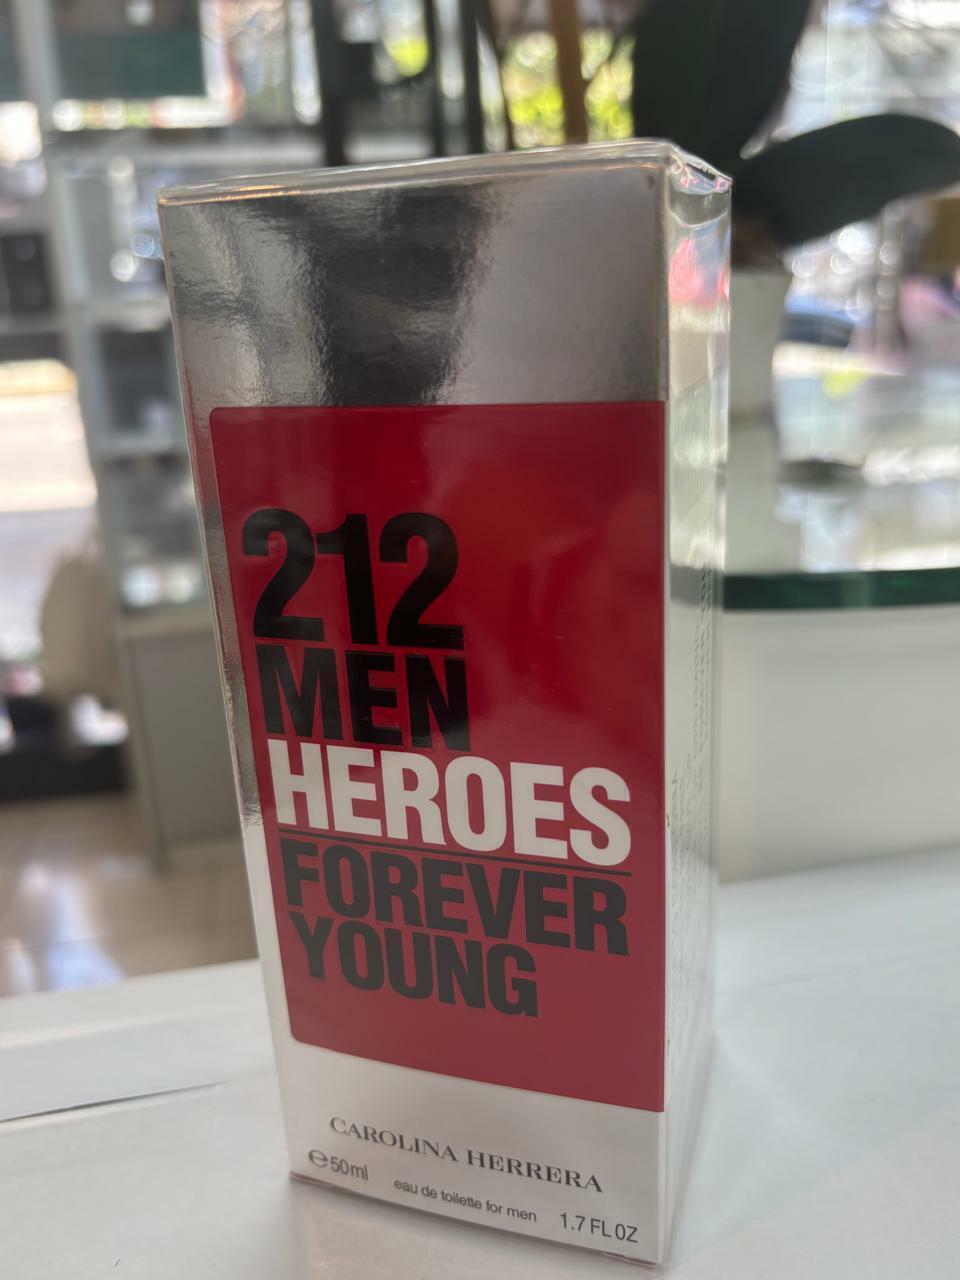 212
MEN
HEROES
FOREVER
YOUNG
CAROLINA HERRERA
℮50ml eau de toilette for men 1.7 FL OZ